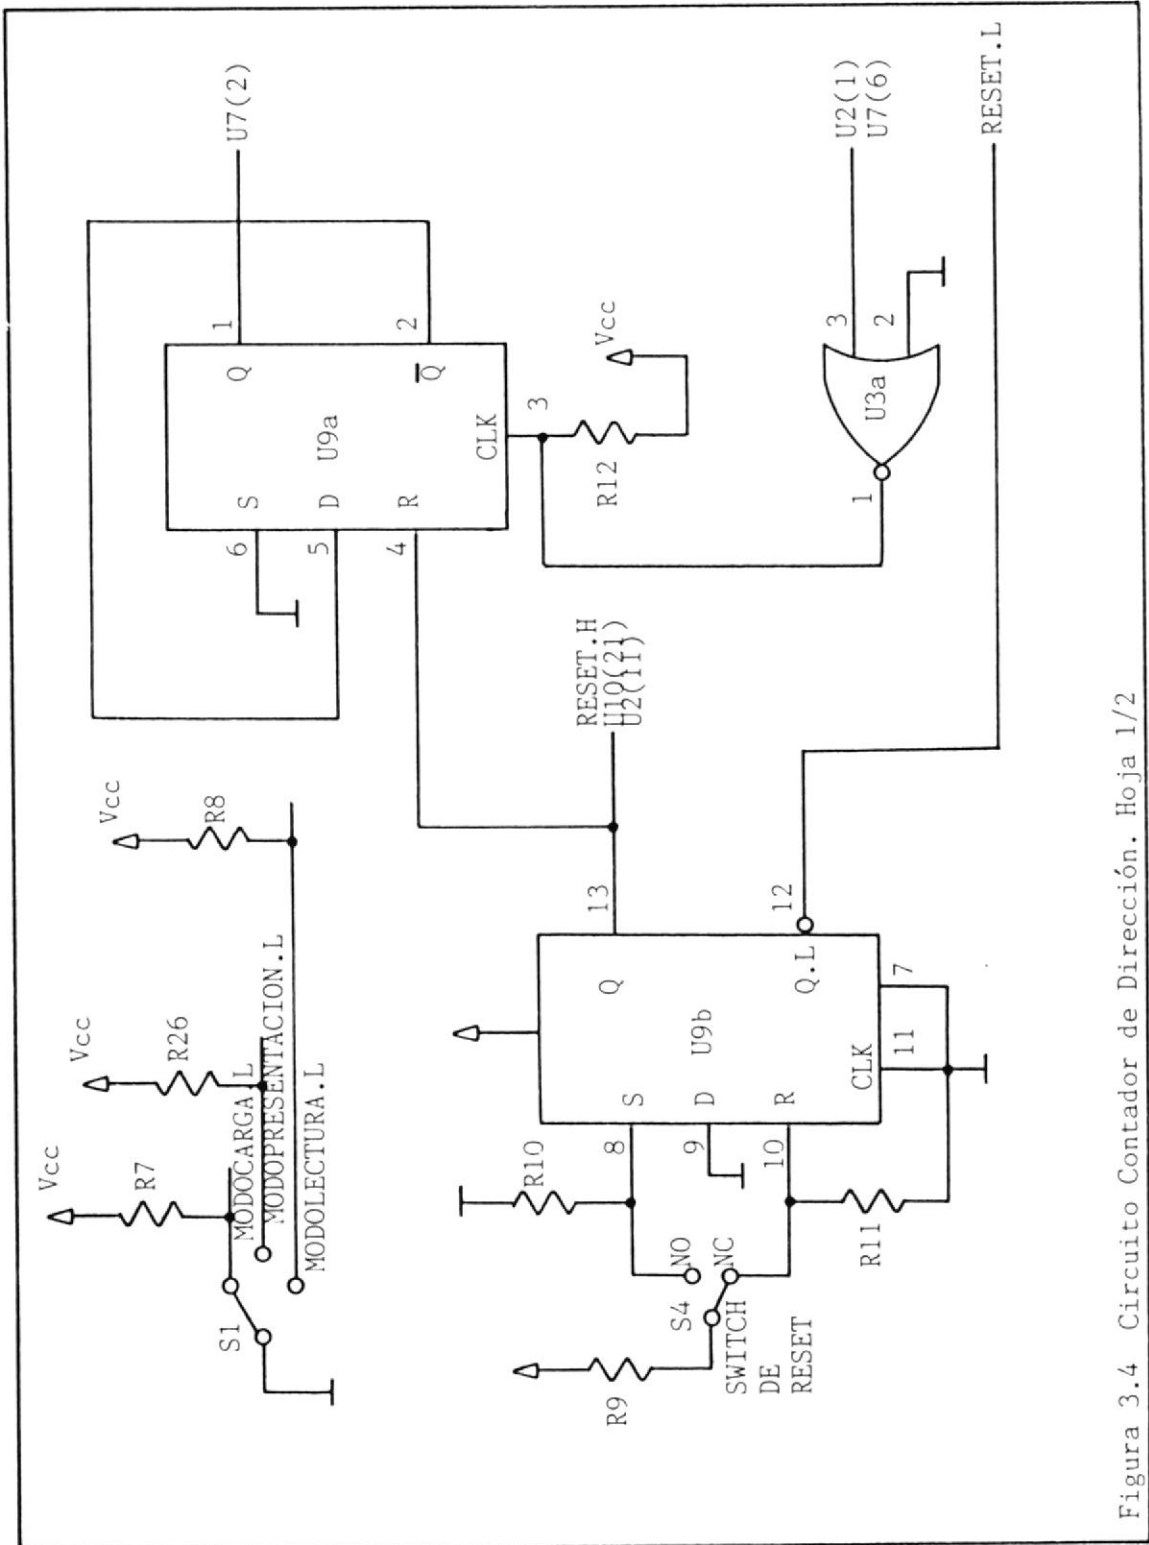 Vcc
R7
Vcc
R26
Vcc
R8
S1
MODOCARGA.L
MODOPRESENTACION.L
MODOLECTURA.L
6
S
5
D
4
R
U9a
Q
1
Q
2
CLK
3
U7(2)
R12
Vcc
R9
S4
NO
NC
SWITCH
DE
RESET
R10
R11
8
S
9
D
10
R
U9b
Q
13
Q.L
12
CLK
11
7
RESET.H
U10(21)
U2(11)
1
U3a
3
2
U2(1)
U7(6)
RESET.L
Figura 3.4 Circuito Contador de Dirección. Hoja 1/2